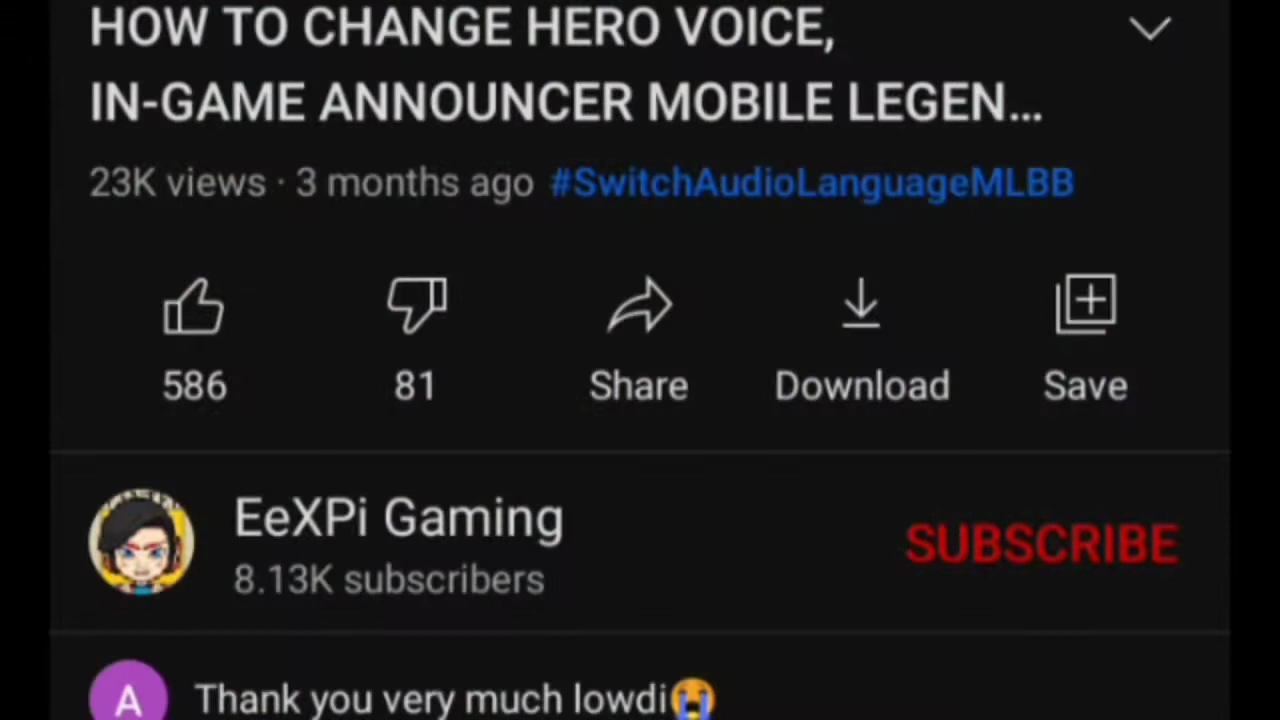 HOW TO CHANGE HERO VOICE,
IN-GAME ANNOUNCER MOBILE LEGEN...
23K views · 3 months ago #SwitchAudioLanguageMLBB
586 81 Share Download Save
EeXPi Gaming
SUBSCRIBE
8.13K subscribers
A Thank you very much lowdi😭